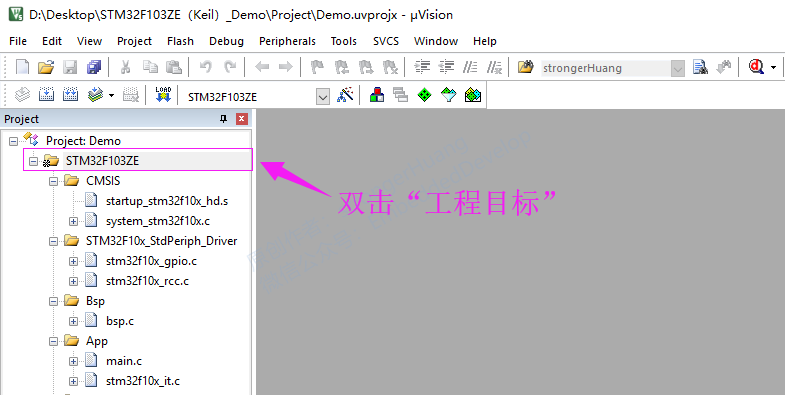 D:\Desktop\STM32F103ZE（Keil）_Demo\Project\Demo.uvprojx - µVision
File Edit View Project Flash Debug Peripherals Tools SVCS Window Help
strongerHuang
LOAD
STM32F103ZE
Project
Project: Demo
STM32F103ZE
CMSIS
startup_stm32f10x_hd.s
system_stm32f10x.c
STM32F10x_StdPeriph_Driver
stm32f10x_gpio.c
stm32f10x_rcc.c
Bsp
bsp.c
App
main.c
stm32f10x_it.c
双击“工程目标”